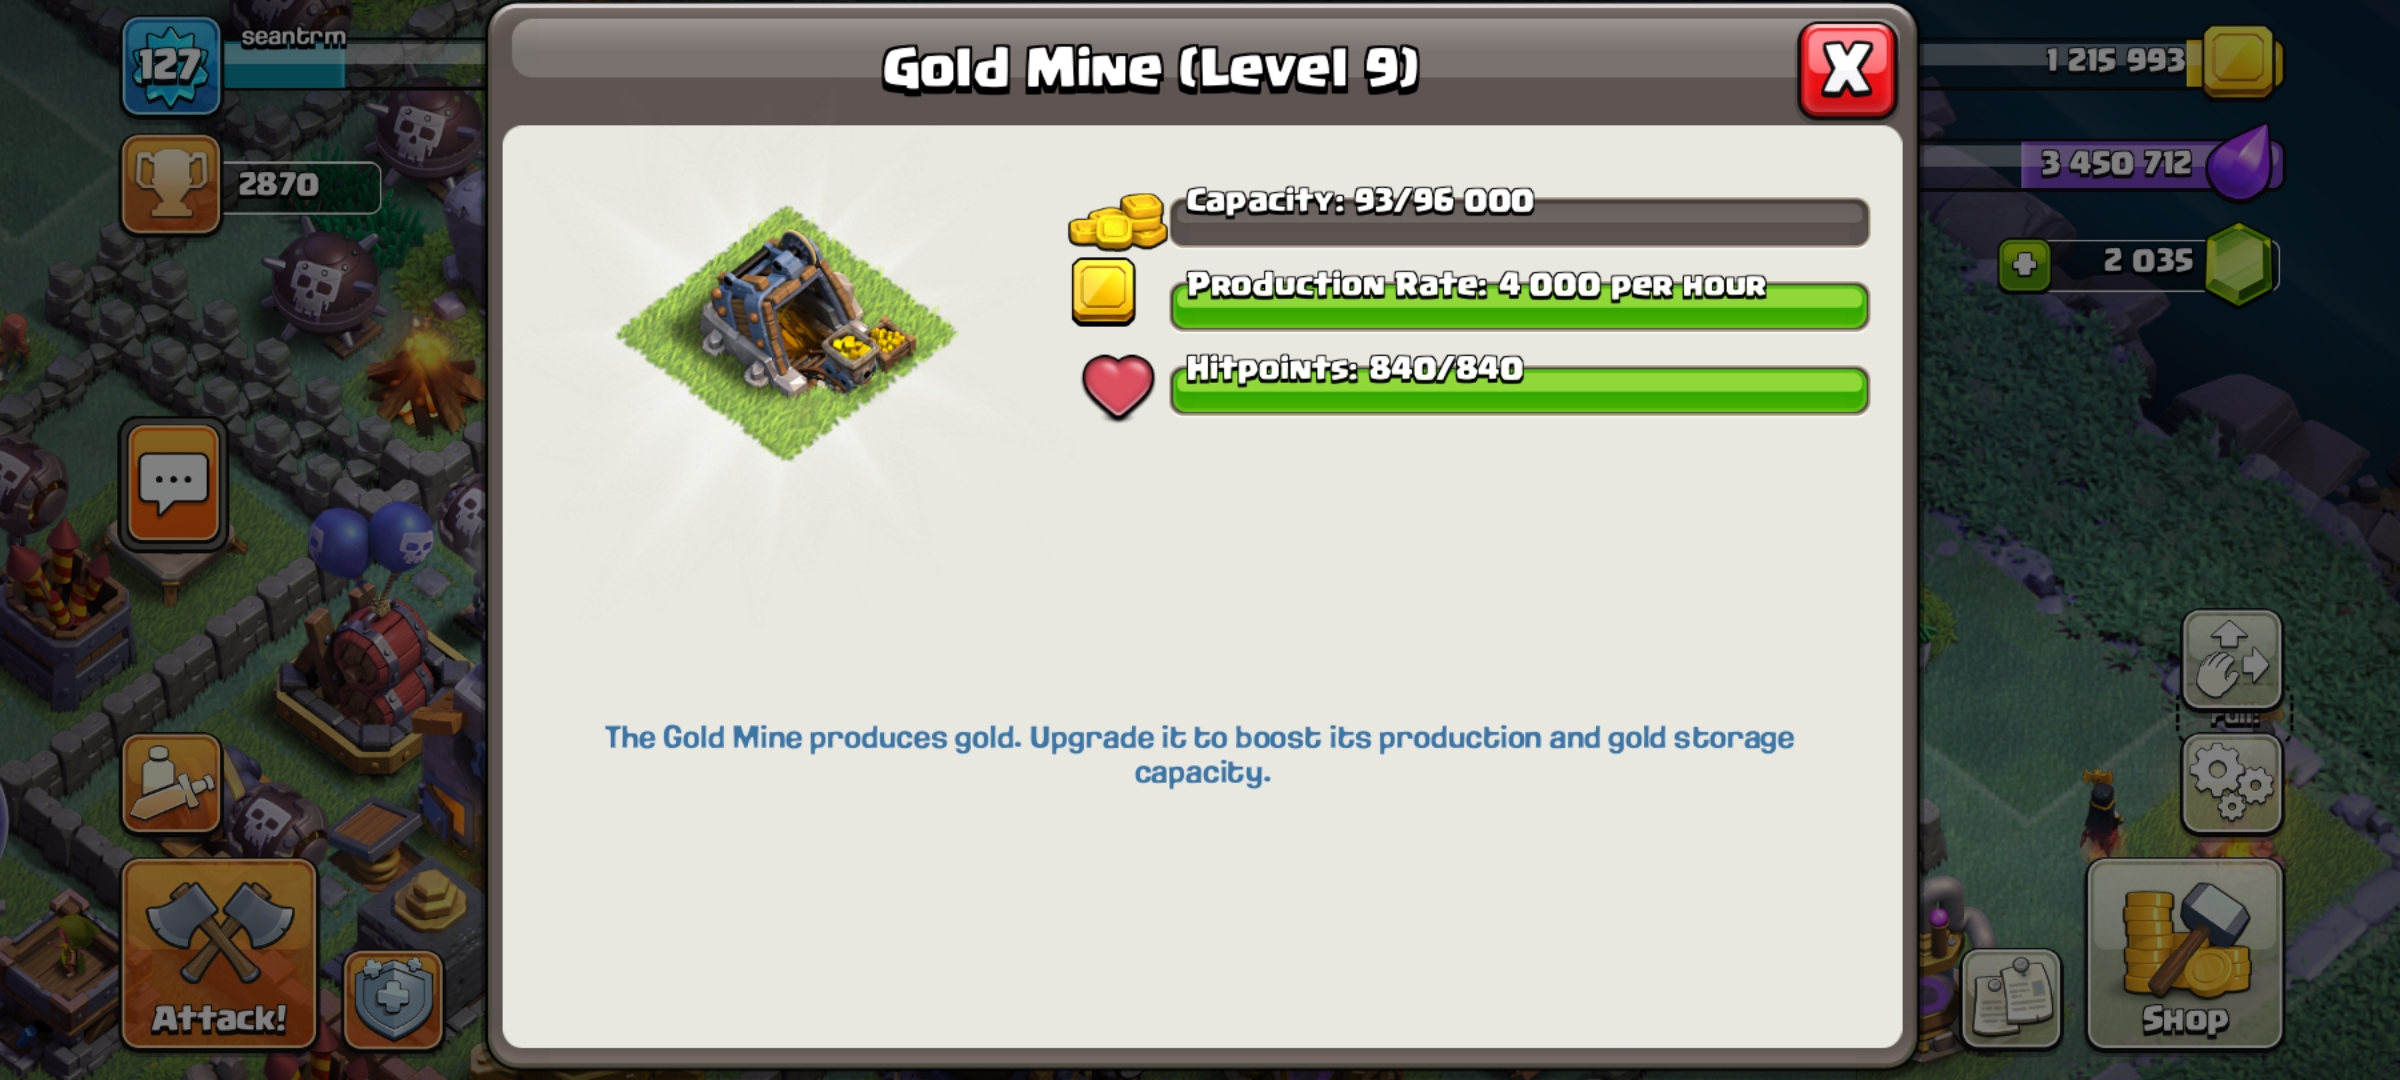 127
seantrm
Gold Mine (Level 9)
X
1 215 993
2870
Capacity: 93/96 000
3 450 712
Production Rate: 4 000 per hour
2 035
Hitpoints: 840/840
The Gold Mine produces gold. Upgrade it to boost its production and gold storage
capacity.
Attack!
Shop